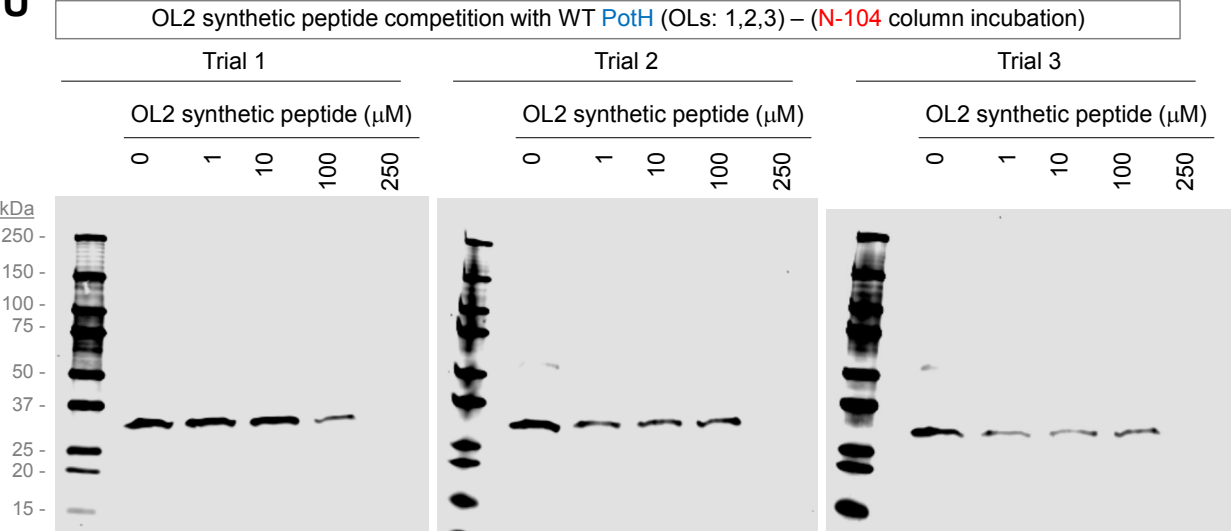 OL2 synthetic peptide competition with WT PotH (OLs: 1,2,3) – (N-104 column incubation)
Trial 1 Trial 2 Trial 3
OL2 synthetic peptide (μM) OL2 synthetic peptide (μM) OL2 synthetic peptide (μM)
0 1 10 100 250 0 1 10 100 250 0 1 10 100 250
kDa
250 -
150 -
100 -
75 -
50 -
37 -
25 -
20 -
15 -